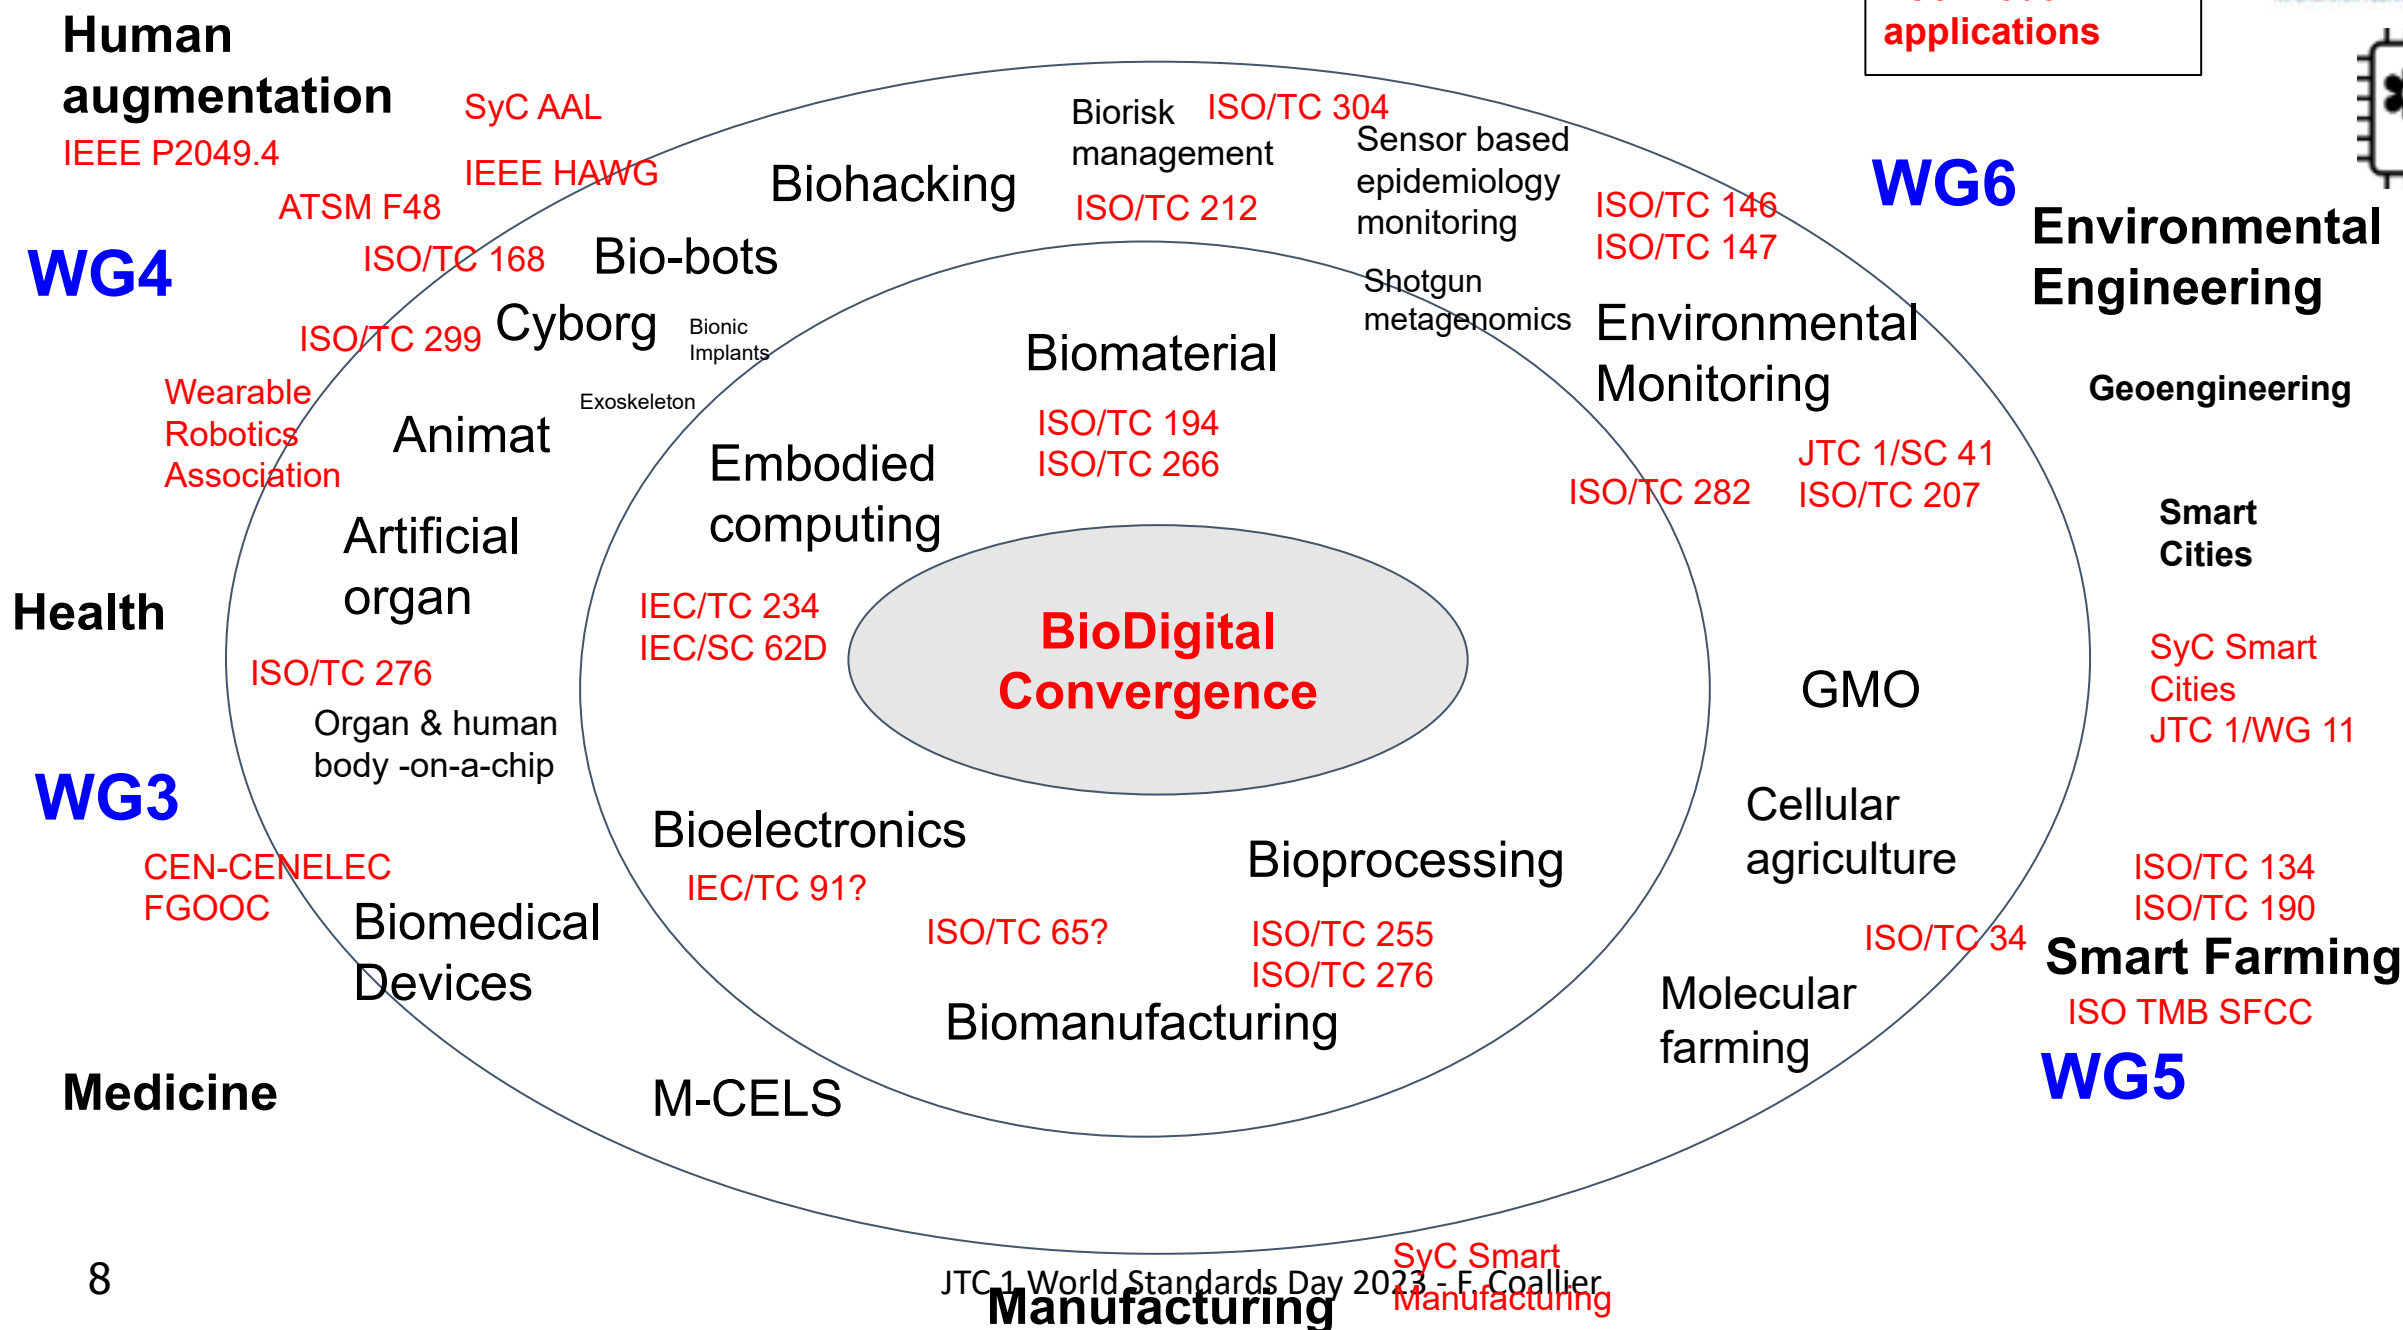 Human
augmentation
IEEE P2049.4
SyC AAL
IEEE HAWG
ATSM F48
ISO/TC 168
WG4
ISO/TC 299
Wearable
Robotics
Association
Health
ISO/TC 276
WG3
CEN-CENELEC
FGOOC
Medicine
applications
Biorisk
management
ISO/TC 304
ISO/TC 212
Sensor based
epidemiology
monitoring
Biohacking
Bio-bots
Cyborg
Bionic
Implants
Exoskeleton
Animat
Artificial
organ
Organ & human
body -on-a-chip
Biomedical
Devices
M-CELS
Shotgun
metagenomics
ISO/TC 146
ISO/TC 147
Environmental
Monitoring
JTC 1/SC 41
ISO/TC 207
ISO/TC 282
GMO
Cellular
agriculture
ISO/TC 34
Molecular
farming
Biomaterial
ISO/TC 194
ISO/TC 266
Embodied
computing
IEC/TC 234
IEC/SC 62D
BioDigital
Convergence
Bioelectronics
IEC/TC 91?
ISO/TC 65?
Bioprocessing
ISO/TC 255
ISO/TC 276
Biomanufacturing
WG6
Environmental
Engineering
Geoengineering
Smart
Cities
SyC Smart
Cities
JTC 1/WG 11
ISO/TC 134
ISO/TC 190
Smart Farming
ISO TMB SFCC
WG5
SyC Smart
Manufacturing
8
JTC 1 World Standards Day 2023 - F. Coallier
Manufacturing